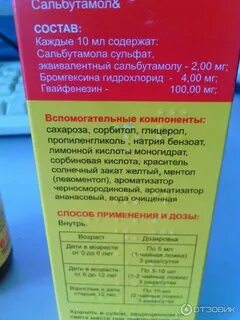 Сальбутамол&
СОСТАВ:
Каждые 10 мл содержат:
Сальбутамола сульфат,
эквивалентный сальбутамолу - 2,00 мг;
Бромгексина гидрохлорид - 4,00 мг;
Гвайфенезин - 100,00 мг;
Вспомогательные компоненты:
сахароза, сорбитол, глицерол,
пропиленгликоль , натрия бензоат,
лимонной кислоты моногидрат,
сорбиновая кислота, краситель
солнечный закат желтый, ментол
(левоментол), ароматизатор
черносмородиновый, ароматизатор
ананасовый, вода очищенная
СПОСОБ ПРИМЕНЕНИЯ И ДОЗЫ:
Внутрь.
Возраст Дозировка
Дети в возрасте По 5 мл
(1 чайная ложка)
3 раза/сутки
Дети в возрасте По 5-10 мл
от 6 до 12 лет (1-2 чайные ложки)
3 раза/сутки
Взрослые и дети По 10 мл
старше 12 лет (2 чайные ложки)
3 раза/сутки
ОТЗОВИК